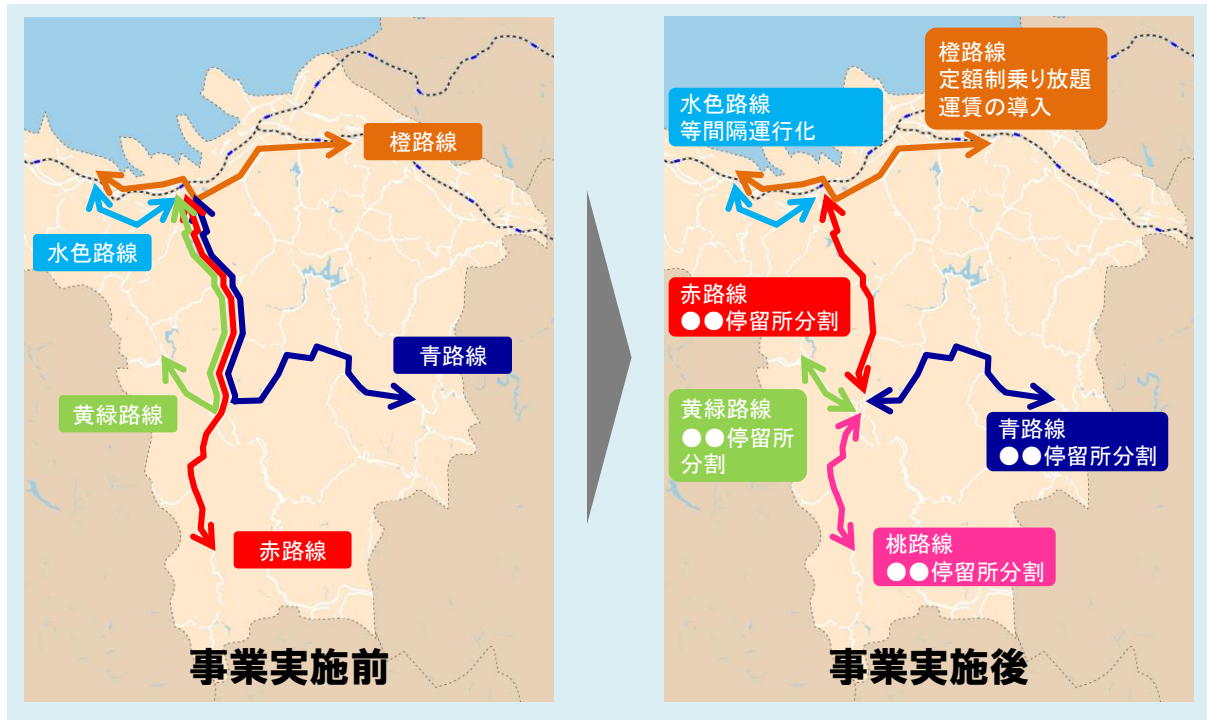 橙路線
水色路線
青路線
黄緑路線
赤路線
事業実施前
橙路線
定額制乗り放題
運賃の導入
水色路線
等間隔運行化
赤路線
●●停留所分割
黄緑路線
●●停留所
分割
青路線
●●停留所分割
桃路線
●●停留所分割
事業実施後